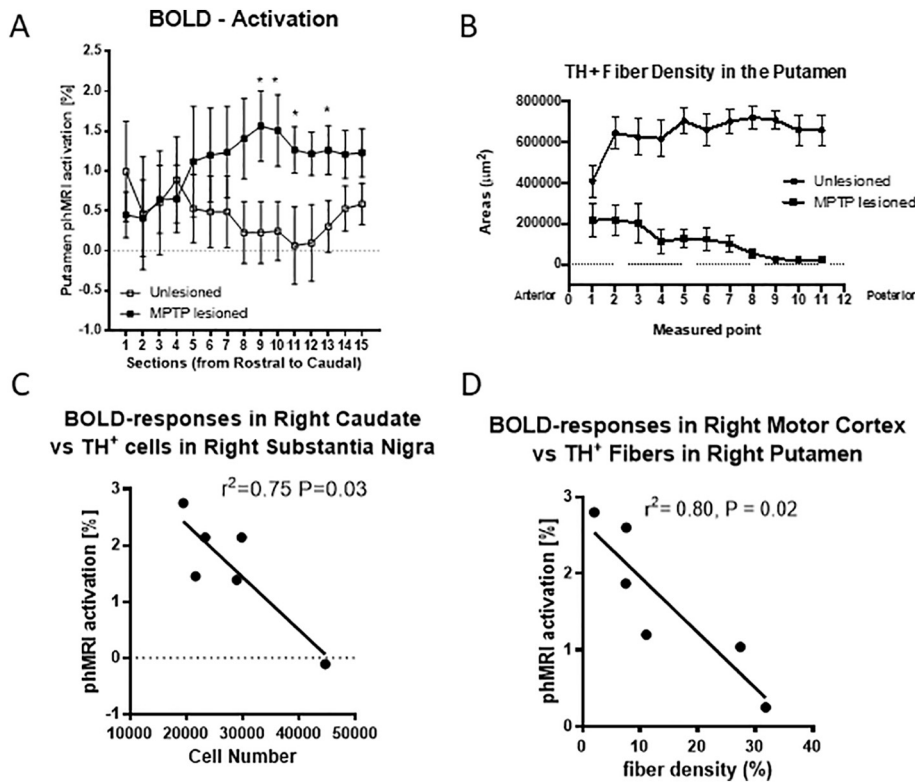 A
BOLD - Activation
Putamen phMRI activation [%]
2.5
2.0
1.5
1.0
0.5
0.0
-0.5
-1.0
* * * *
Unlesioned
MPTP lesioned
1 2 3 4 5 6 7 8 9 10 11 12 13 14 15
Sections (from Rostral to Caudal)
B
TH+ Fiber Density in the Putamen
Areas (µm²)
800000
600000
400000
200000
0
Unlesioned
MPTP lesioned
Anterior 0 1 2 3 4 5 6 7 8 9 10 11 12 Posterior
Measured point
C
BOLD-responses in Right Caudate
vs TH⁺ cells in Right Substantia Nigra
r²=0.75 P=0.03
phMRI activation [%]
3
2
1
0
-1
10000 20000 30000 40000 50000
Cell Number
D
BOLD-responses in Right Motor Cortex
vs TH⁺ Fibers in Right Putamen
r²= 0.80, P = 0.02
phMRI activation [%]
3
2
1
0
0 10 20 30 40
fiber density (%)